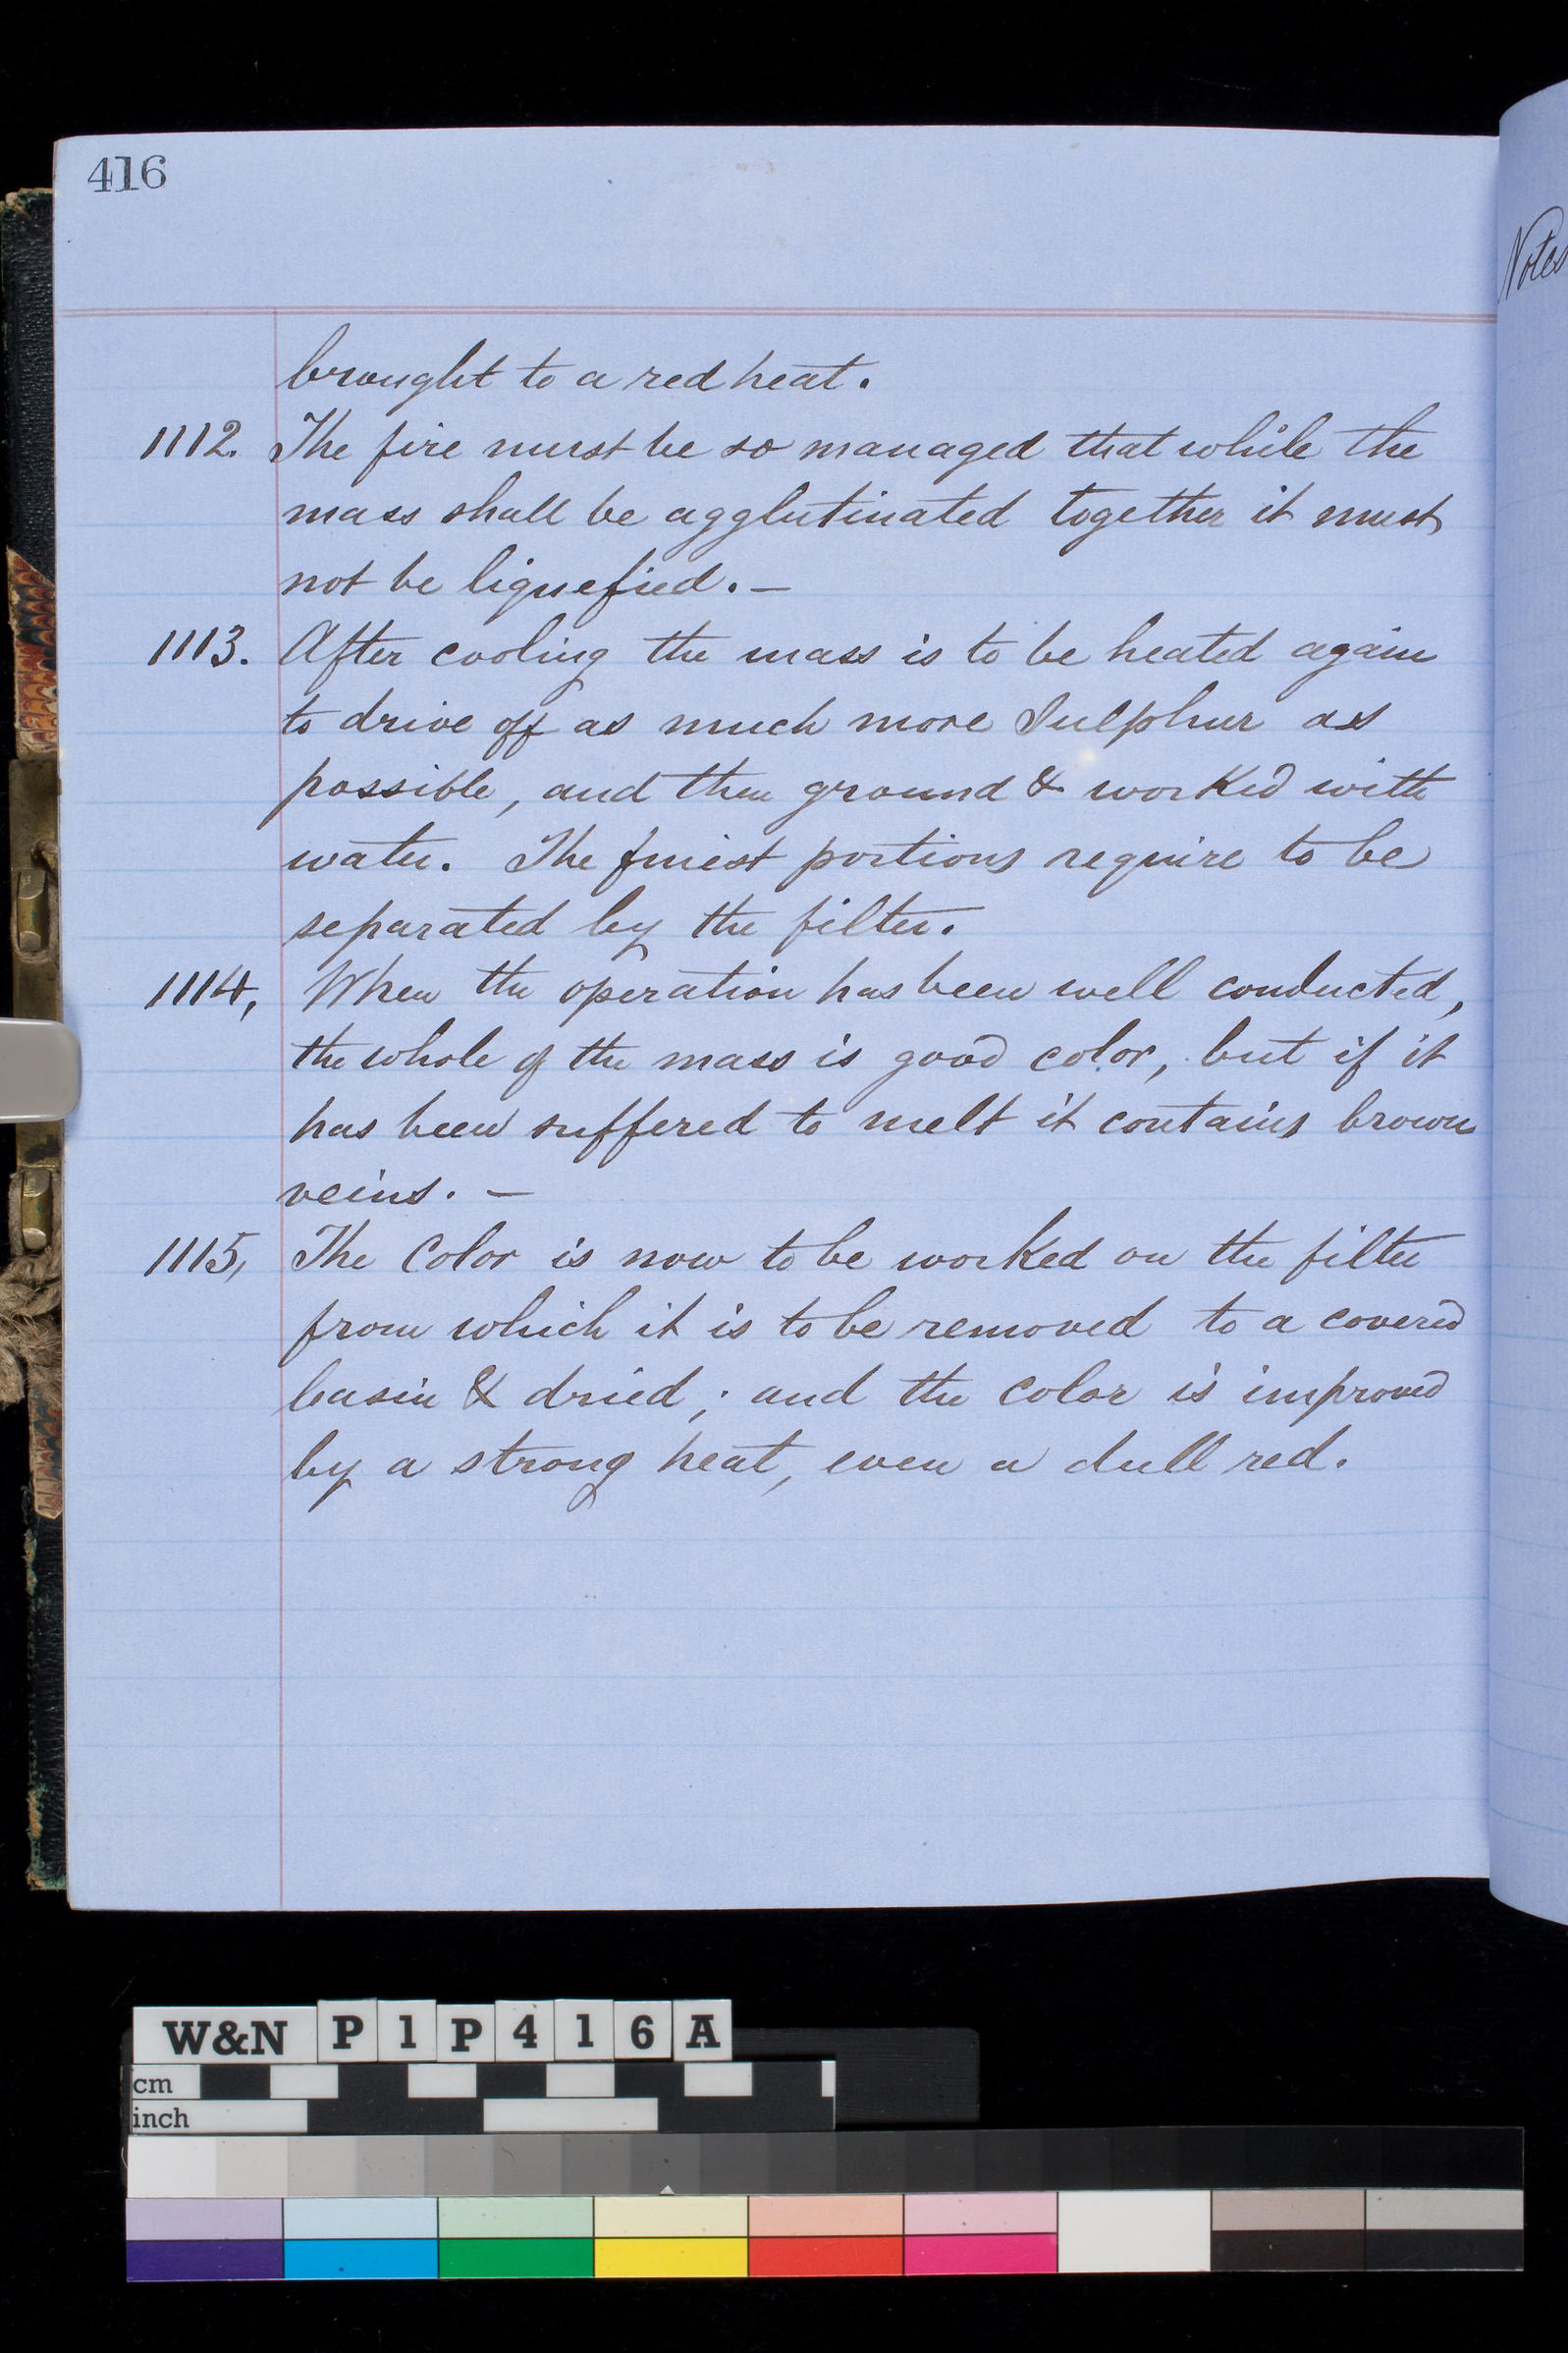 416
Notes
brought to a red heat.
1112. The fire must be so managed that while the
mass shall be agglutinated together it must
not be liquefied. —
1113. After cooling the mass is to be heated again
to drive off as much more Sulphur as
possible, and then ground & worked with
water. The finest portions require to be
separated by the filter.
1114, When the operation has been well conducted,
the whole of the mass is good color, but if it
has been suffered to melt it contains brown
veins. —
1115, The Color is now to be worked on the filter
from which it is to be removed to a covered
basin & dried; and the color is improved
by a strong heat, even a dull red.
W&N P1P416A
cm
inch